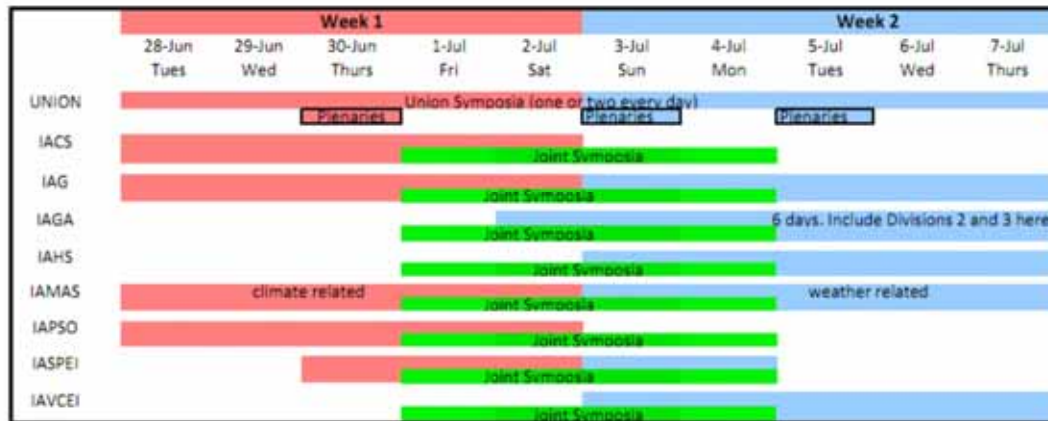 Week 1 Week 2
28-Jun 29-Jun 30-Jun 1-Jul 2-Jul 3-Jul 4-Jul 5-Jul 6-Jul 7-Jul
Tues Wed Thurs Fri Sat Sun Mon Tues Wed Thurs
UNION Union Symposia (one or two every day)
Plenaries Plenaries Plenaries
IACS
Joint Symposia
IAG
Joint Symposia
IAGA 6 days. Include Divisions 2 and 3 here
Joint Symposia
IAHS
Joint Symposia
IAMAS climate related weather related
Joint Symposia
IAPSO
Joint Symposia
IASPEI
Joint Symposia
IAVCEI
Joint Symposia